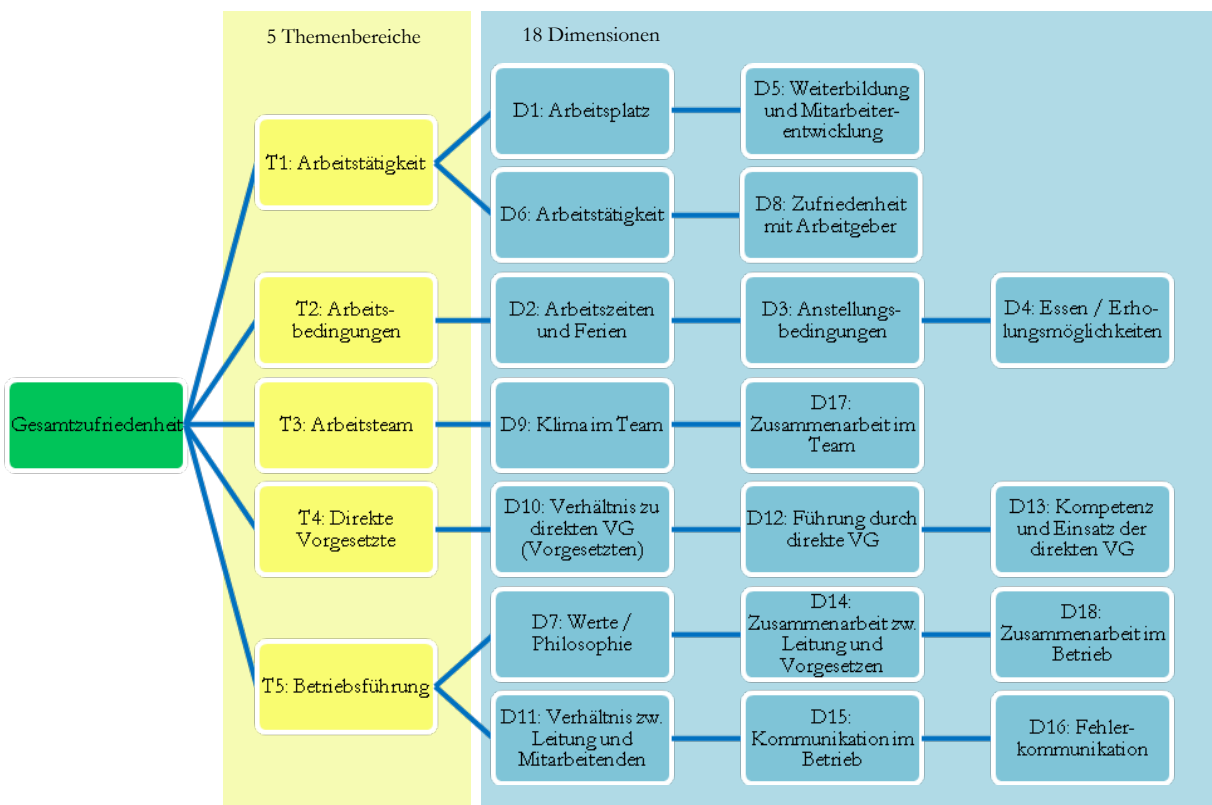 5 Themenbereiche
18 Dimensionen
Gesamtzufriedenheit
T1: Arbeitstätigkeit
D1: Arbeitsplatz
D5: Weiterbildung
und Mitarbeiter-
entwicklung
D6: Arbeitstätigkeit
D8: Zufriedenheit
mit Arbeitgeber
T2: Arbeits-
bedingungen
D2: Arbeitszeiten
und Ferien
D3: Anstellungs-
bedingungen
D4: Essen / Erho-
lungsmöglichkeiten
T3: Arbeitsteam
D9: Klima im Team
D17:
Zusammenarbeit im
Team
T4: Direkte
Vorgesetzte
D10: Verhältnis zu
direkten VG
(Vorgesetzten)
D12: Führung durch
direkte VG
D13: Kompetenz
und Einsatz der
direkten VG
T5: Betriebsführung
D7: Werte /
Philosophie
D14:
Zusammenarbeit zw.
Leitung und
Vorgesetzen
D18:
Zusammenarbeit im
Betrieb
D11: Verhältnis zw.
Leitung und
Mitarbeitenden
D15:
Kommunikation im
Betrieb
D16: Fehler-
kommunikation